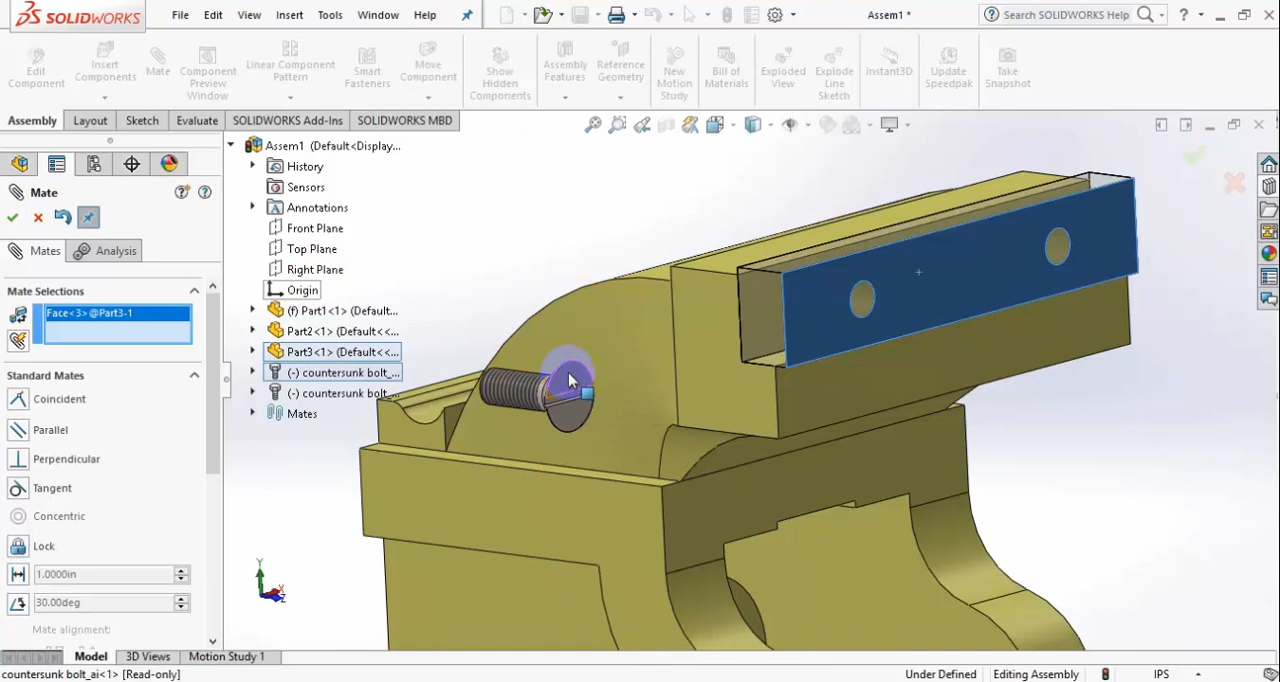 SOLIDWORKS
File Edit View Insert Tools Window Help
Assem1 *
Search SOLIDWORKS Help
?
Edit Component
Insert Components
Mate
Component Preview Window
Linear Component Pattern
Smart Fasteners
Move Component
Show Hidden Components
Assembly Features
Reference Geometry
New Motion Study
Bill of Materials
Exploded View
Explode Line Sketch
Instant3D
Update Speedpak
Take Snapshot
Assembly Layout Sketch Evaluate SOLIDWORKS Add-Ins SOLIDWORKS MBD
Assem1 (Default<Display...
History
Sensors
Annotations
Front Plane
Top Plane
Right Plane
Origin
(f) Part1<1> (Default...
Part2<1> (Default<<...
Part3<1> (Default<<...
(-) countersunk bolt_...
(-) countersunk bolt_...
Mates
Mate
Mates Analysis
Mate Selections
Face<3>@Part3-1
Standard Mates
Coincident
Parallel
Perpendicular
Tangent
Concentric
Lock
1.0000in
30.00deg
Mate alignment:
Y
X
Z
Model 3D Views Motion Study 1
countersunk bolt_ai<1> [Read-only]
Under Defined Editing Assembly IPS